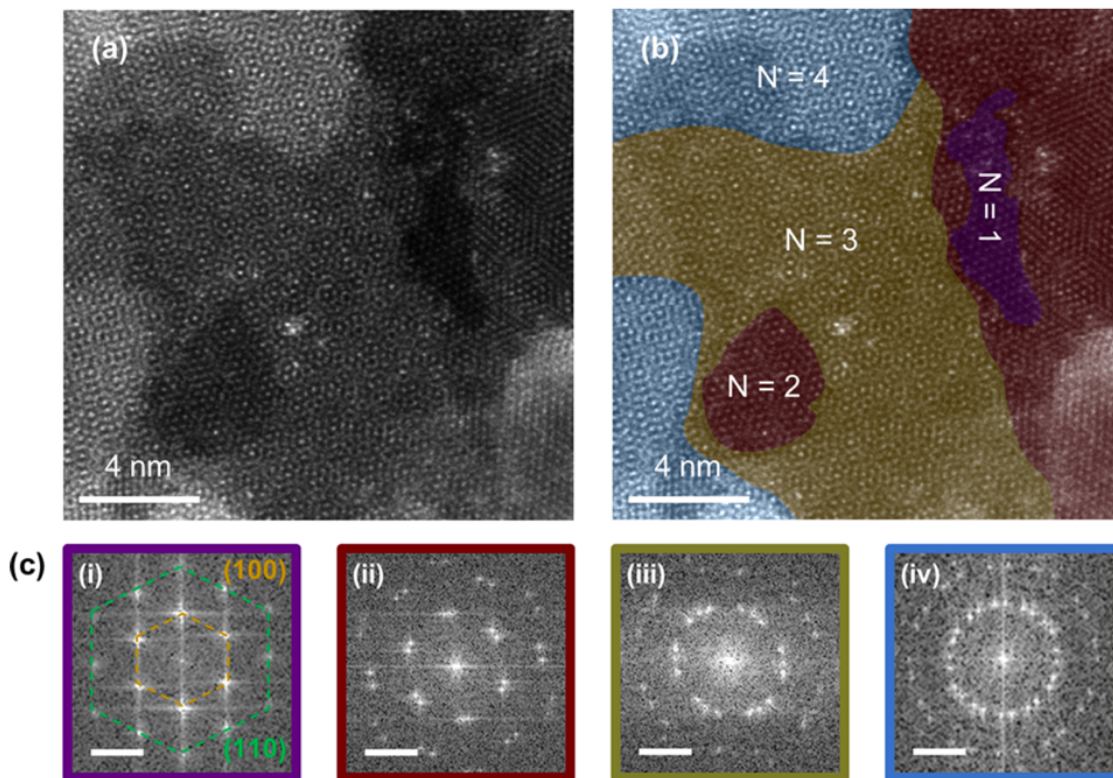 (a)
(b)
N = 4
N = 1
N = 3
N = 2
4 nm
4 nm
(c)
(i)
(100)
(110)
(ii)
(iii)
(iv)